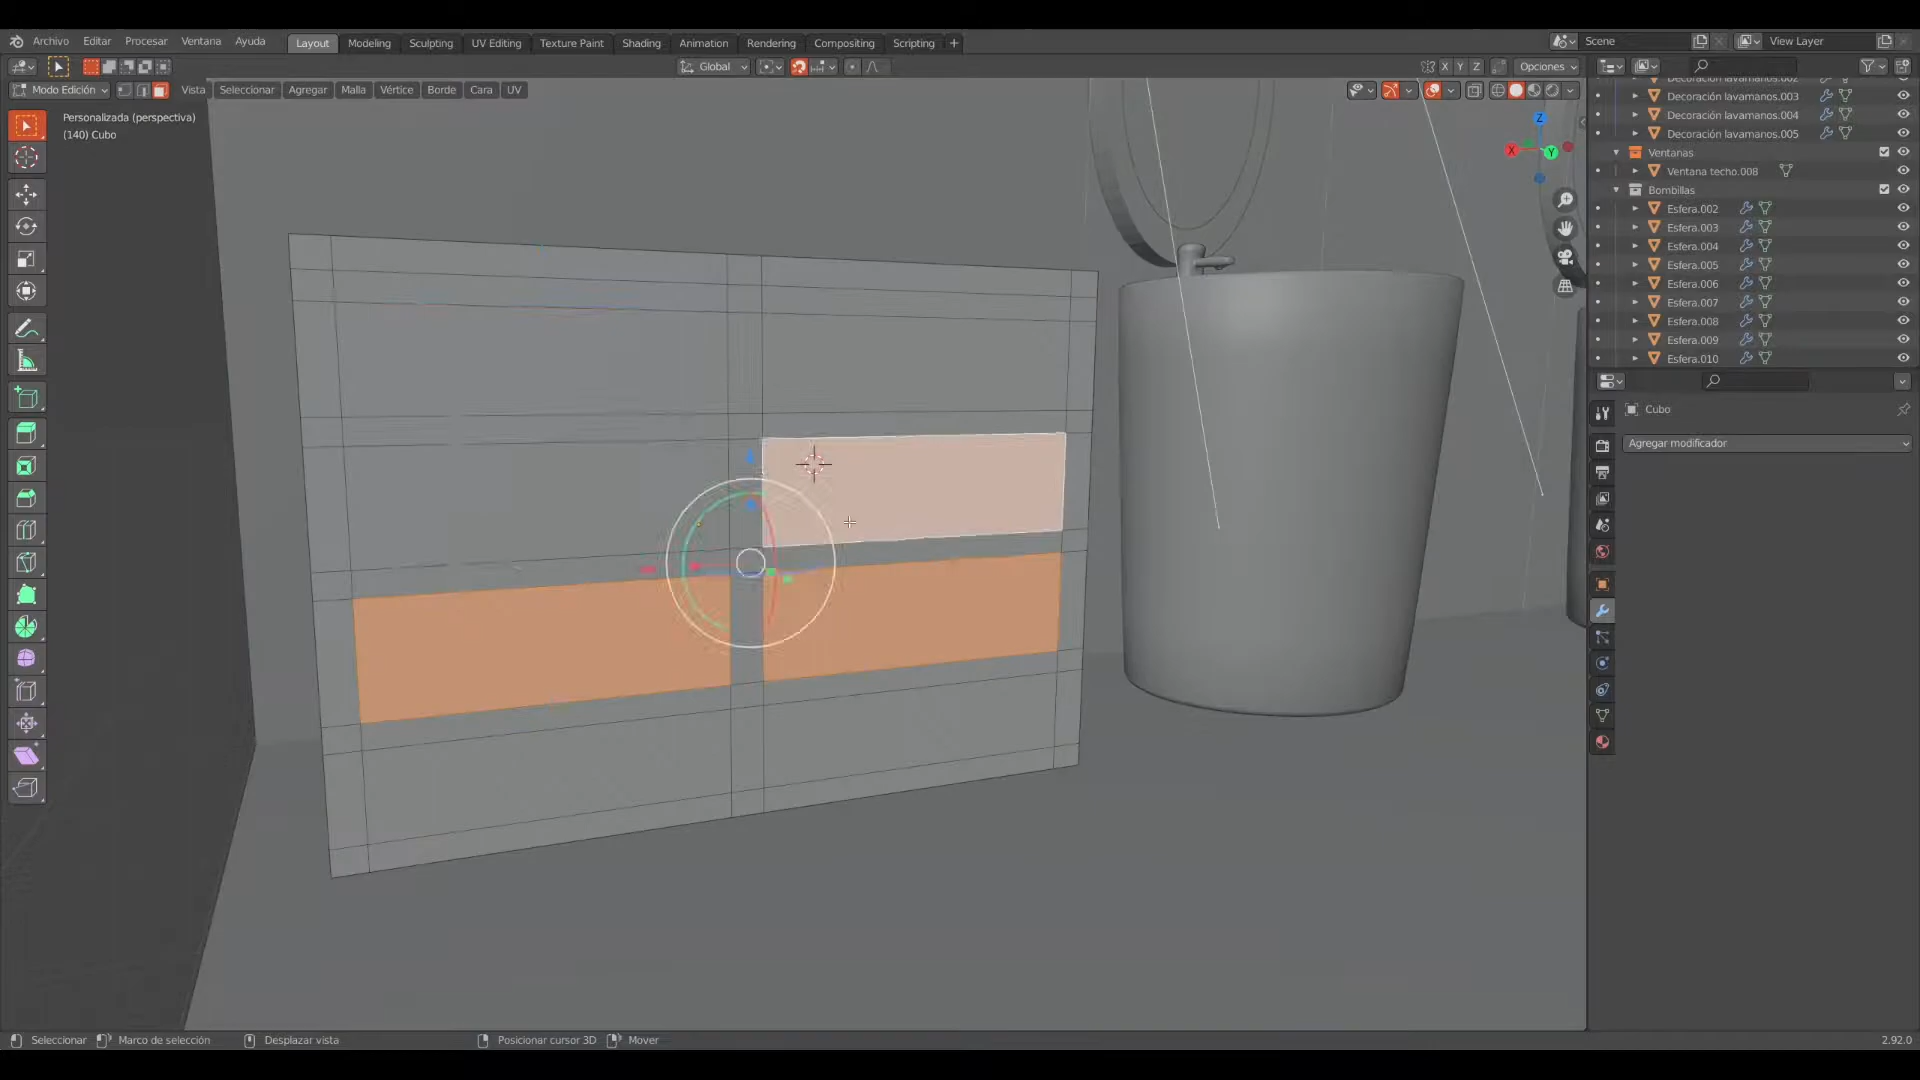 Archivo Editar Procesar Ventana Ayuda Layout Modeling Sculpting UV Editing Texture Paint Shading Animation Rendering Compositing Scripting + Scene View Layer
Global X Y Z Opciones
Modo Edición Vista Seleccionar Agregar Malla Vértice Borde Cara UV
Personalizada (perspectiva)
(140) Cubo
Z
X
Y
Decoración lavamanos.002
Decoración lavamanos.003
Decoración lavamanos.004
Decoración lavamanos.005
Ventanas
Ventana techo.008
Bombillas
Esfera.002
Esfera.003
Esfera.004
Esfera.005
Esfera.006
Esfera.007
Esfera.008
Esfera.009
Esfera.010
Cubo
Agregar modificador
Seleccionar Marco de selección Desplazar vista Posicionar cursor 3D Mover 2.92.0